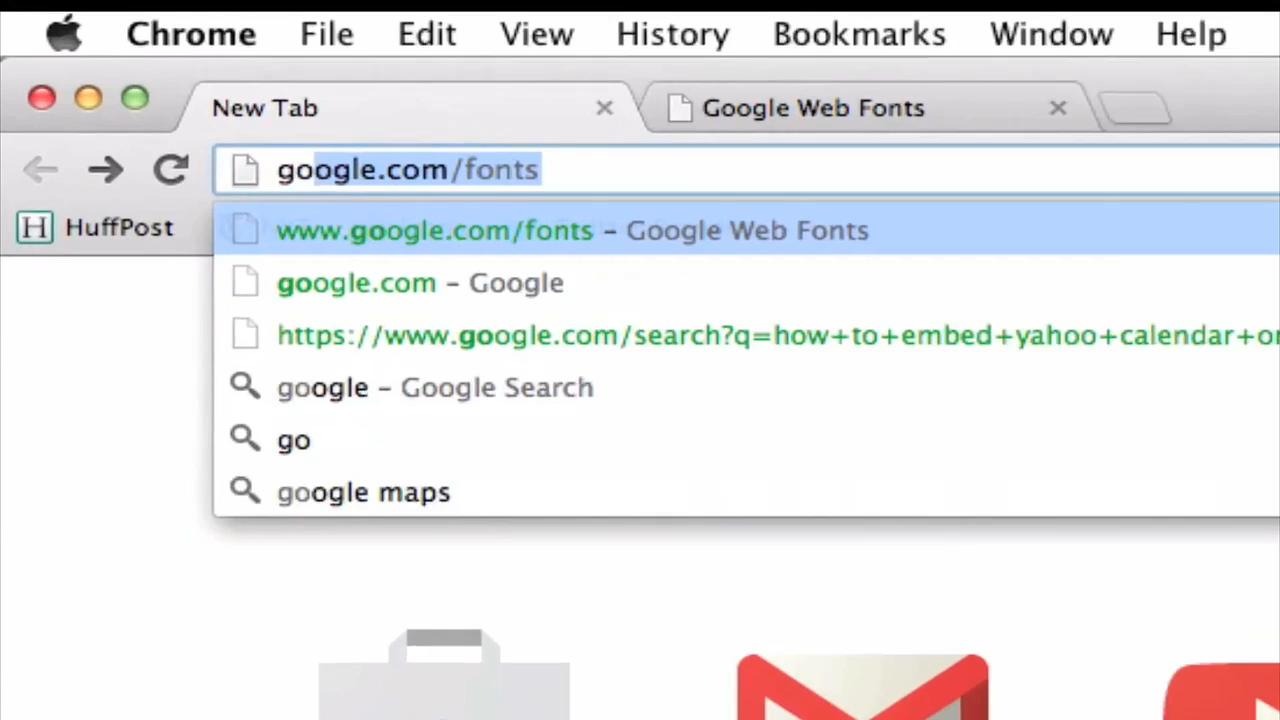 Chrome File Edit View History Bookmarks Window Help
New Tab Google Web Fonts
google.com/fonts
H HuffPost
www.google.com/fonts – Google Web Fonts
google.com – Google
https://www.google.com/search?q=how+to+embed+yahoo+calendar+o
google – Google Search
go
google maps